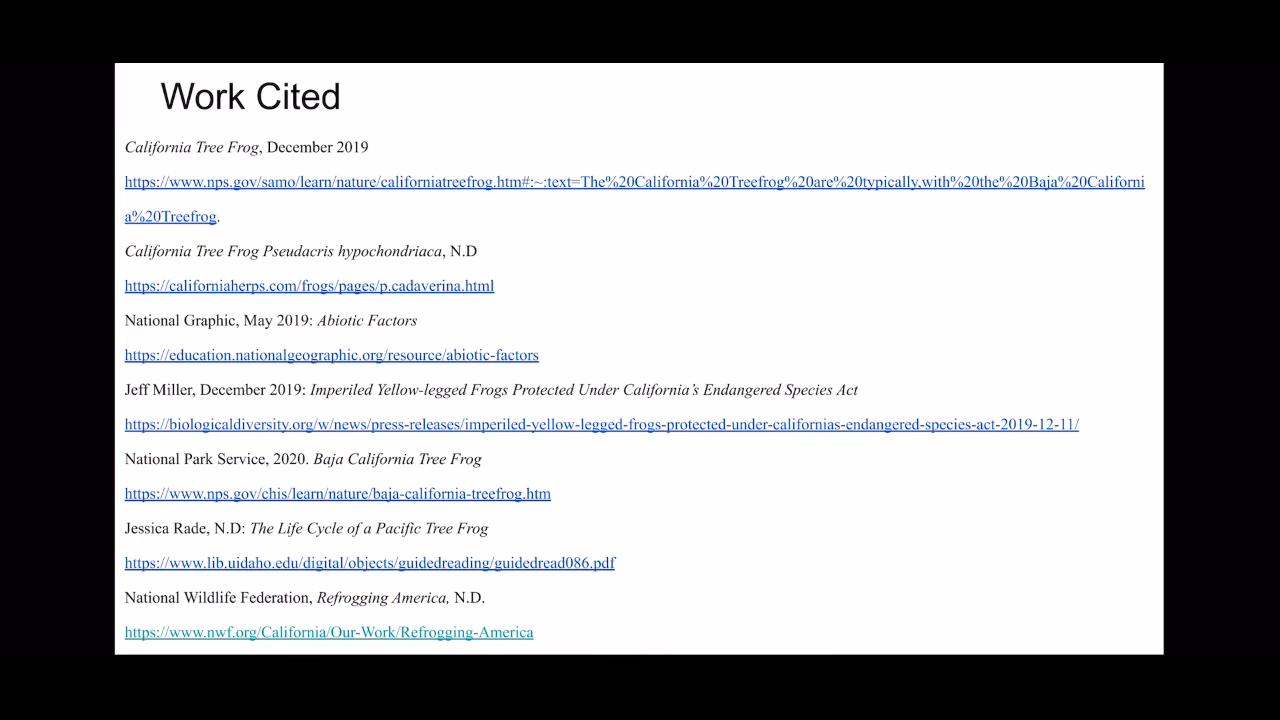 Work Cited
California Tree Frog, December 2019
https://www.nps.gov/samo/learn/nature/californiatreefrog.htm#:~:text=The%20California%20Treefrog%20are%20typically,with%20the%20Baja%20Californi
a%20Treefrog.
California Tree Frog Pseudacris hypochondriaca, N.D
https://californiaherps.com/frogs/pages/p.cadaverina.html
National Graphic, May 2019: Abiotic Factors
https://education.nationalgeographic.org/resource/abiotic-factors
Jeff Miller, December 2019: Imperiled Yellow-legged Frogs Protected Under California’s Endangered Species Act
https://biologicaldiversity.org/w/news/press-releases/imperiled-yellow-legged-frogs-protected-under-californias-endangered-species-act-2019-12-11/
National Park Service, 2020. Baja California Tree Frog
https://www.nps.gov/chis/learn/nature/baja-california-treefrog.htm
Jessica Rade, N.D: The Life Cycle of a Pacific Tree Frog
https://www.lib.uidaho.edu/digital/objects/guidedreading/guidedread086.pdf
National Wildlife Federation, Refrogging America, N.D.
https://www.nwf.org/California/Our-Work/Refrogging-America